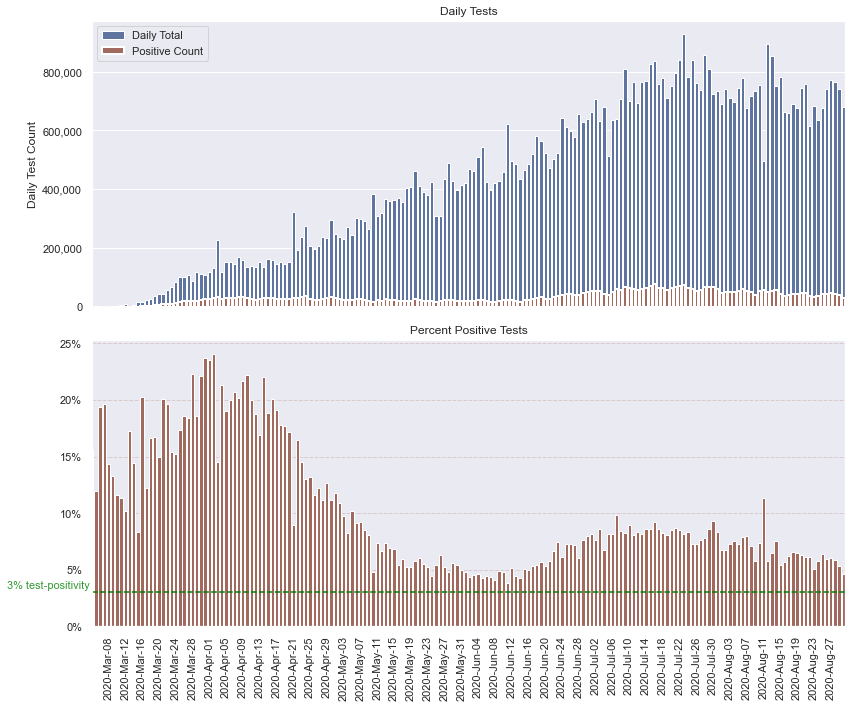 Daily Tests
Daily Total
Positive Count
Daily Test Count
800,000
600,000
400,000
200,000
0
Percent Positive Tests
25%
20%
15%
10%
5%
3% test-positivity
0%
2020-Mar-08
2020-Mar-12
2020-Mar-16
2020-Mar-20
2020-Mar-24
2020-Mar-28
2020-Apr-01
2020-Apr-05
2020-Apr-09
2020-Apr-13
2020-Apr-17
2020-Apr-21
2020-Apr-25
2020-Apr-29
2020-May-03
2020-May-07
2020-May-11
2020-May-15
2020-May-19
2020-May-23
2020-May-27
2020-May-31
2020-Jun-04
2020-Jun-08
2020-Jun-12
2020-Jun-16
2020-Jun-20
2020-Jun-24
2020-Jun-28
2020-Jul-02
2020-Jul-06
2020-Jul-10
2020-Jul-14
2020-Jul-18
2020-Jul-22
2020-Jul-26
2020-Jul-30
2020-Aug-03
2020-Aug-07
2020-Aug-11
2020-Aug-15
2020-Aug-19
2020-Aug-23
2020-Aug-27